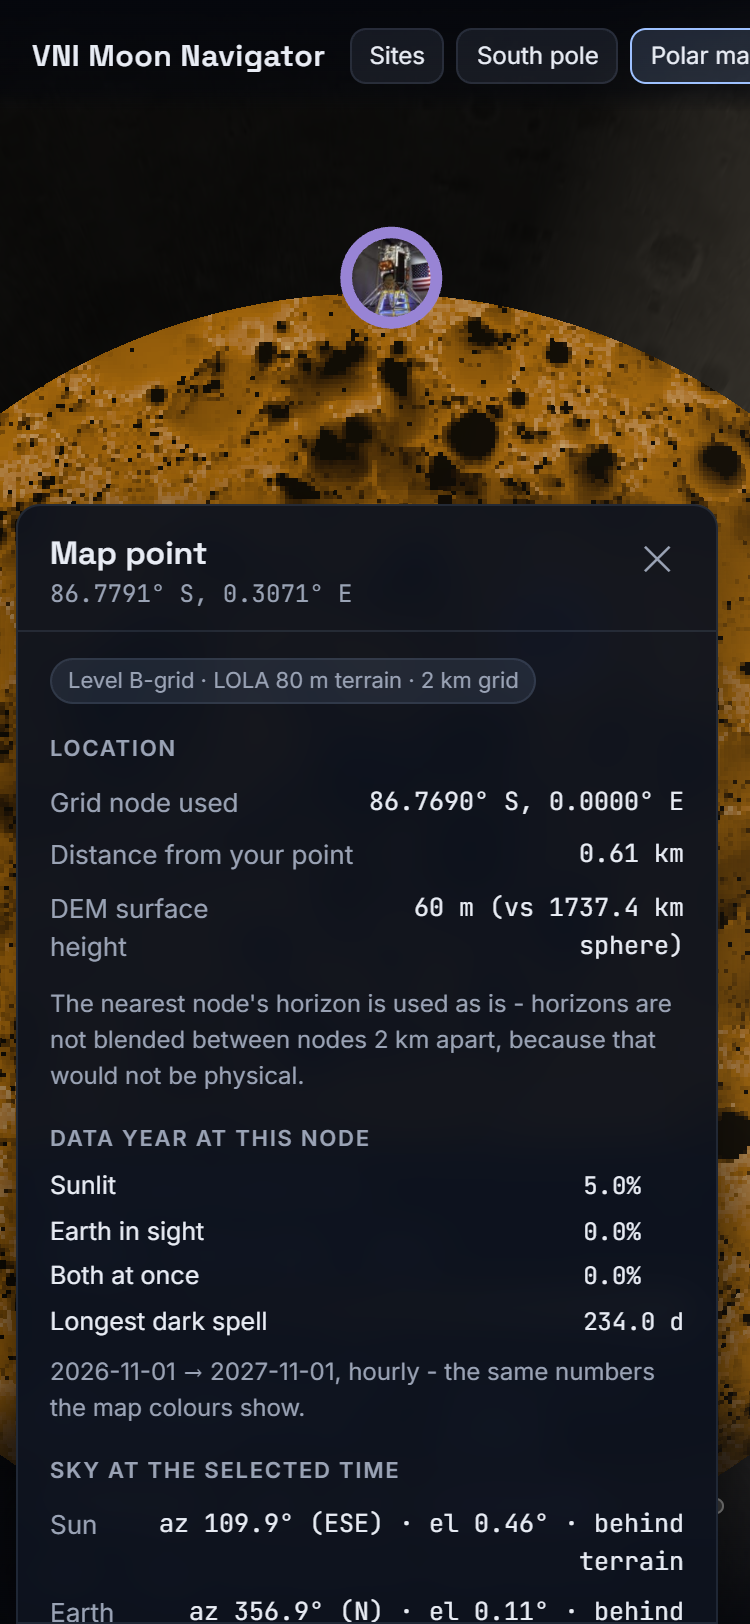 VNI Moon Navigator
Sites
South pole
Polar ma
Map point
86.7791° S, 0.3071° E
Level B-grid · LOLA 80 m terrain · 2 km grid
LOCATION
Grid node used 86.7690° S, 0.0000° E
Distance from your point 0.61 km
DEM surface height 60 m (vs 1737.4 km sphere)
The nearest node's horizon is used as is - horizons are
not blended between nodes 2 km apart, because that
would not be physical.
DATA YEAR AT THIS NODE
Sunlit 5.0%
Earth in sight 0.0%
Both at once 0.0%
Longest dark spell 234.0 d
2026-11-01 → 2027-11-01, hourly - the same numbers
the map colours show.
SKY AT THE SELECTED TIME
Sun az 109.9° (ESE) · el 0.46° · behind
terrain
Earth az 356.9° (N) · el 0.11° · behind